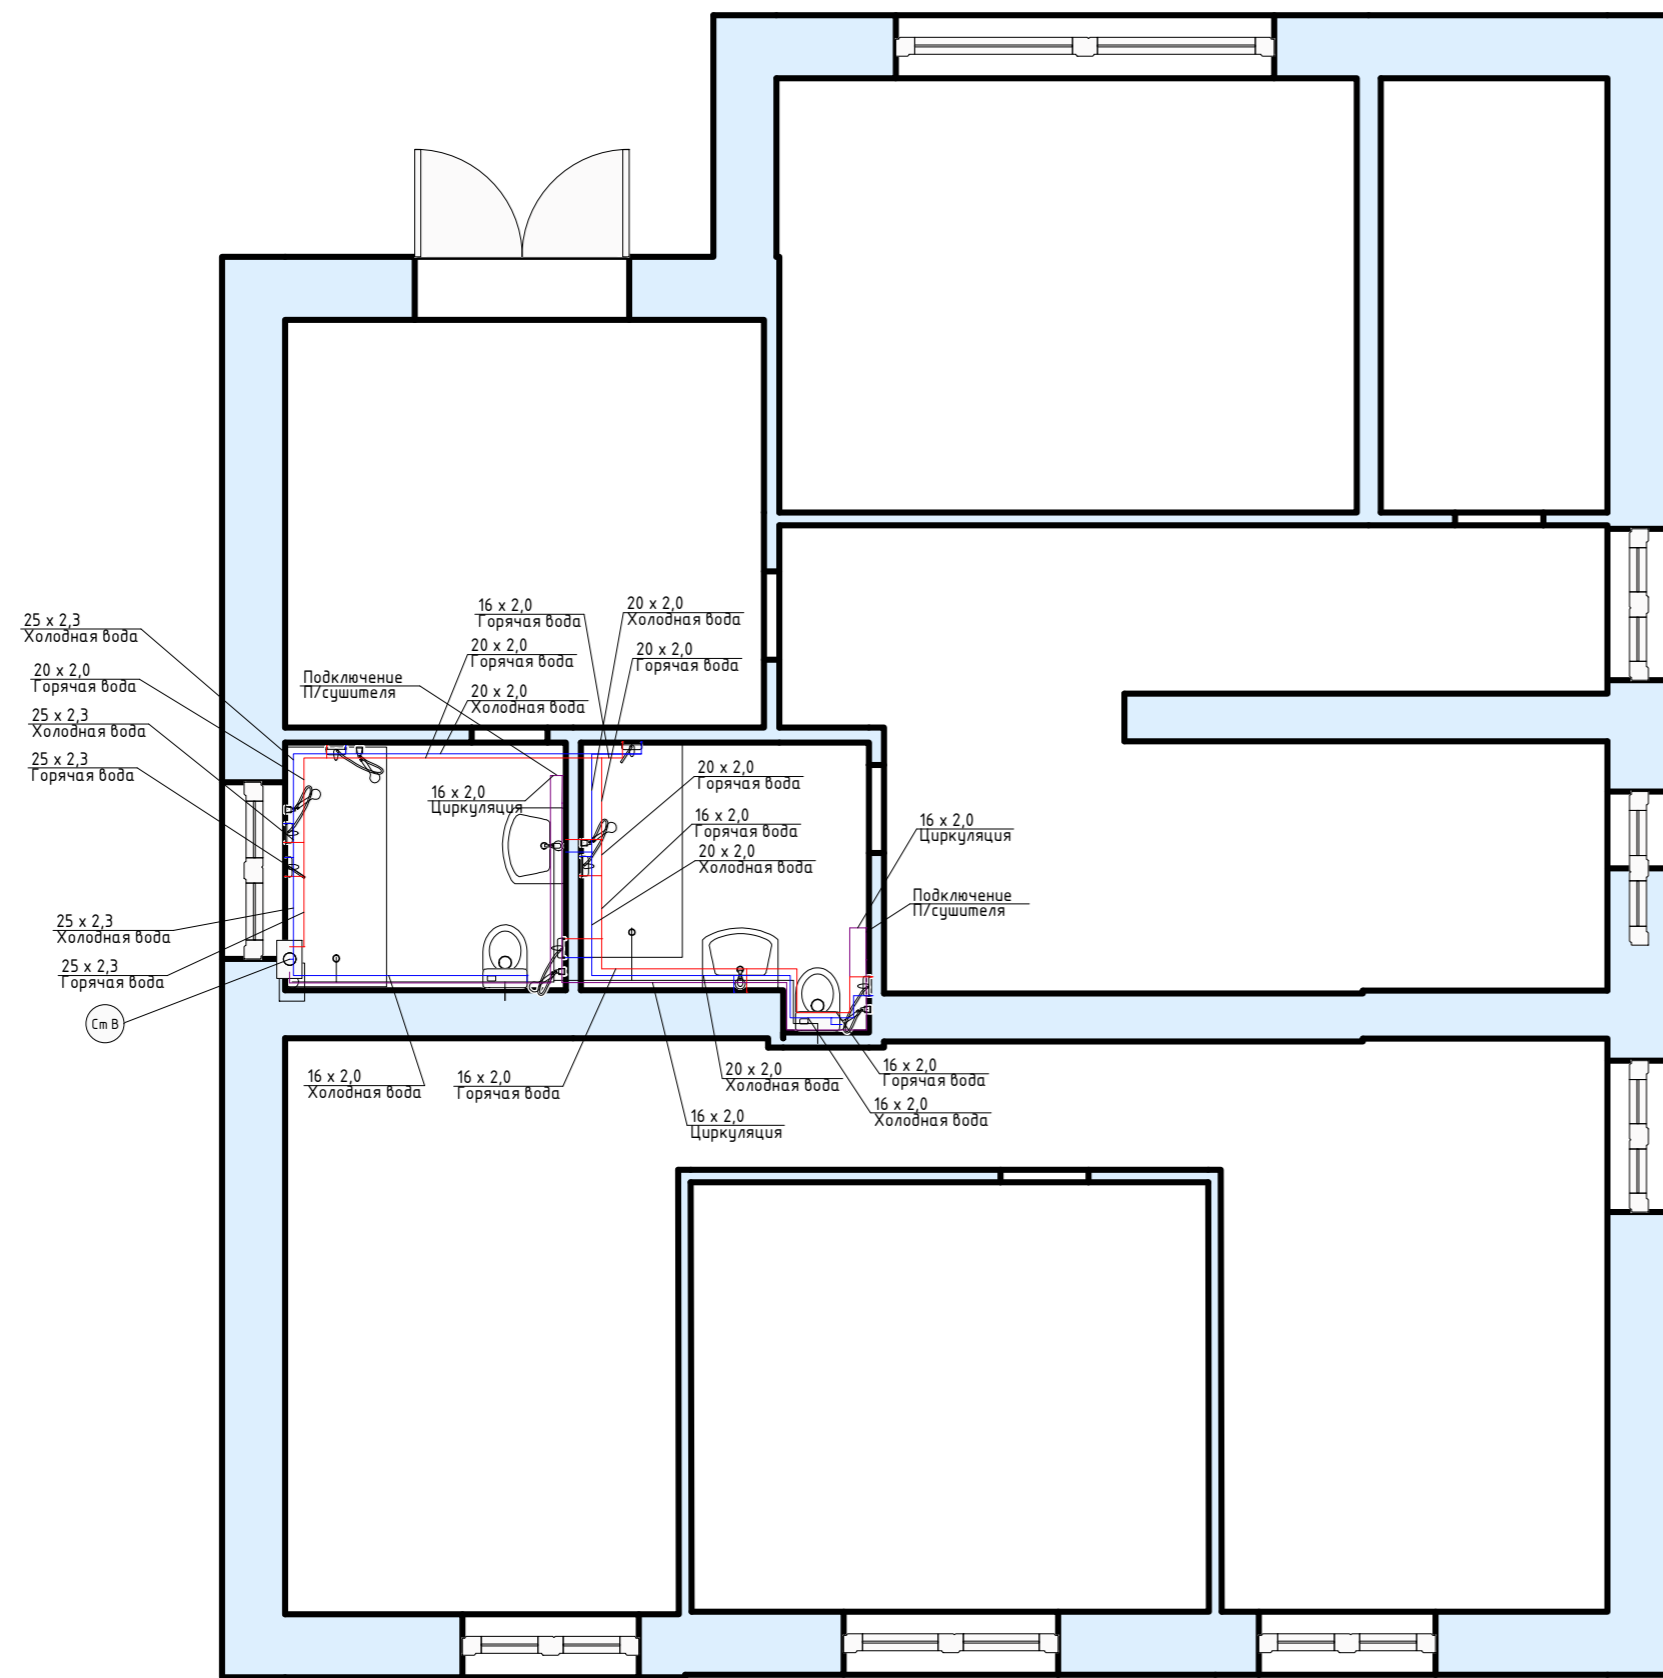 16 x 2,0
Горячая вода
20 x 2,0
Холодная вода
25 x 2,3
Холодная вода
20 x 2,0
Горячая вода
20 x 2,0
Горячая вода
20 x 2,0
Горячая вода
Подключение
П/сушителя
20 x 2,0
Холодная вода
25 x 2,3
Холодная вода
25 x 2,3
Горячая вода
20 x 2,0
Горячая вода
16 x 2,0
Циркуляция
16 x 2,0
Горячая вода
16 x 2,0
Циркуляция
20 x 2,0
Холодная вода
Подключение
П/сушителя
25 x 2,3
Холодная вода
25 x 2,3
Горячая вода
Ст В
16 x 2,0
Холодная вода
16 x 2,0
Горячая вода
20 x 2,0
Холодная вода
16 x 2,0
Горячая вода
16 x 2,0
Холодная вода
16 x 2,0
Циркуляция